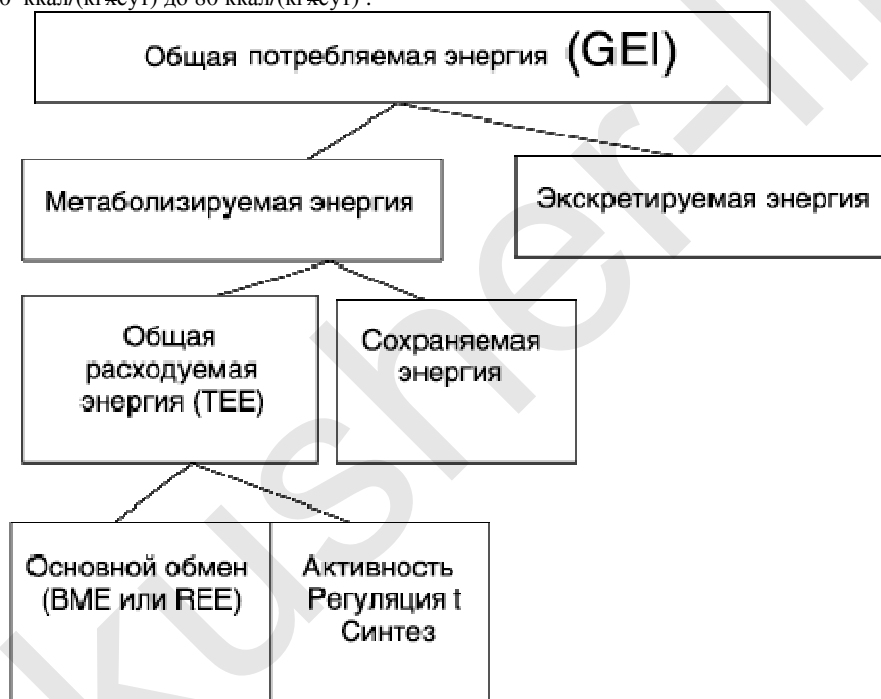 ккал/(кг×сут) до 80 ккал/(кг×сут) .
Общая потребляемая энергия (GEI)
Метаболизируемая энергия
Экскретируемая энергия
Общая
расходуемая
энергия (TEE)
Сохраняемая
энергия
Основной обмен
(BME или REE)
Активность
Регуляция t
Синтез